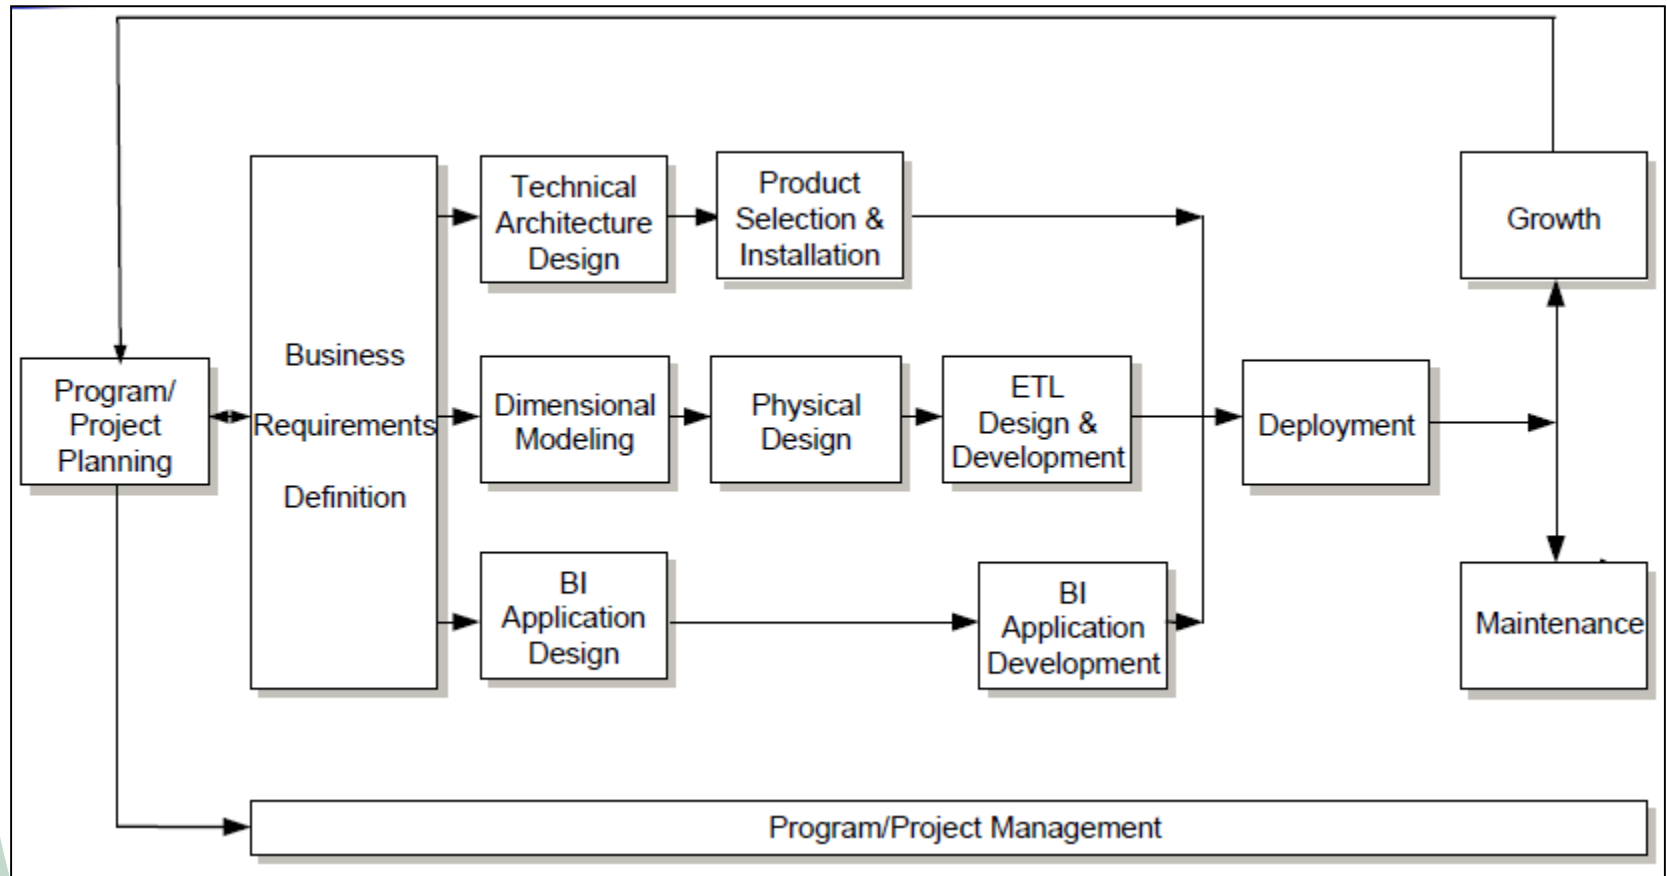 Technical
Architecture
Design
Product
Selection &
Installation
Growth
Program/
Project
Planning
Business
Requirements
Definition
Dimensional
Modeling
Physical
Design
ETL
Design &
Development
Deployment
BI
Application
Design
BI
Application
Development
Maintenance
Program/Project Management